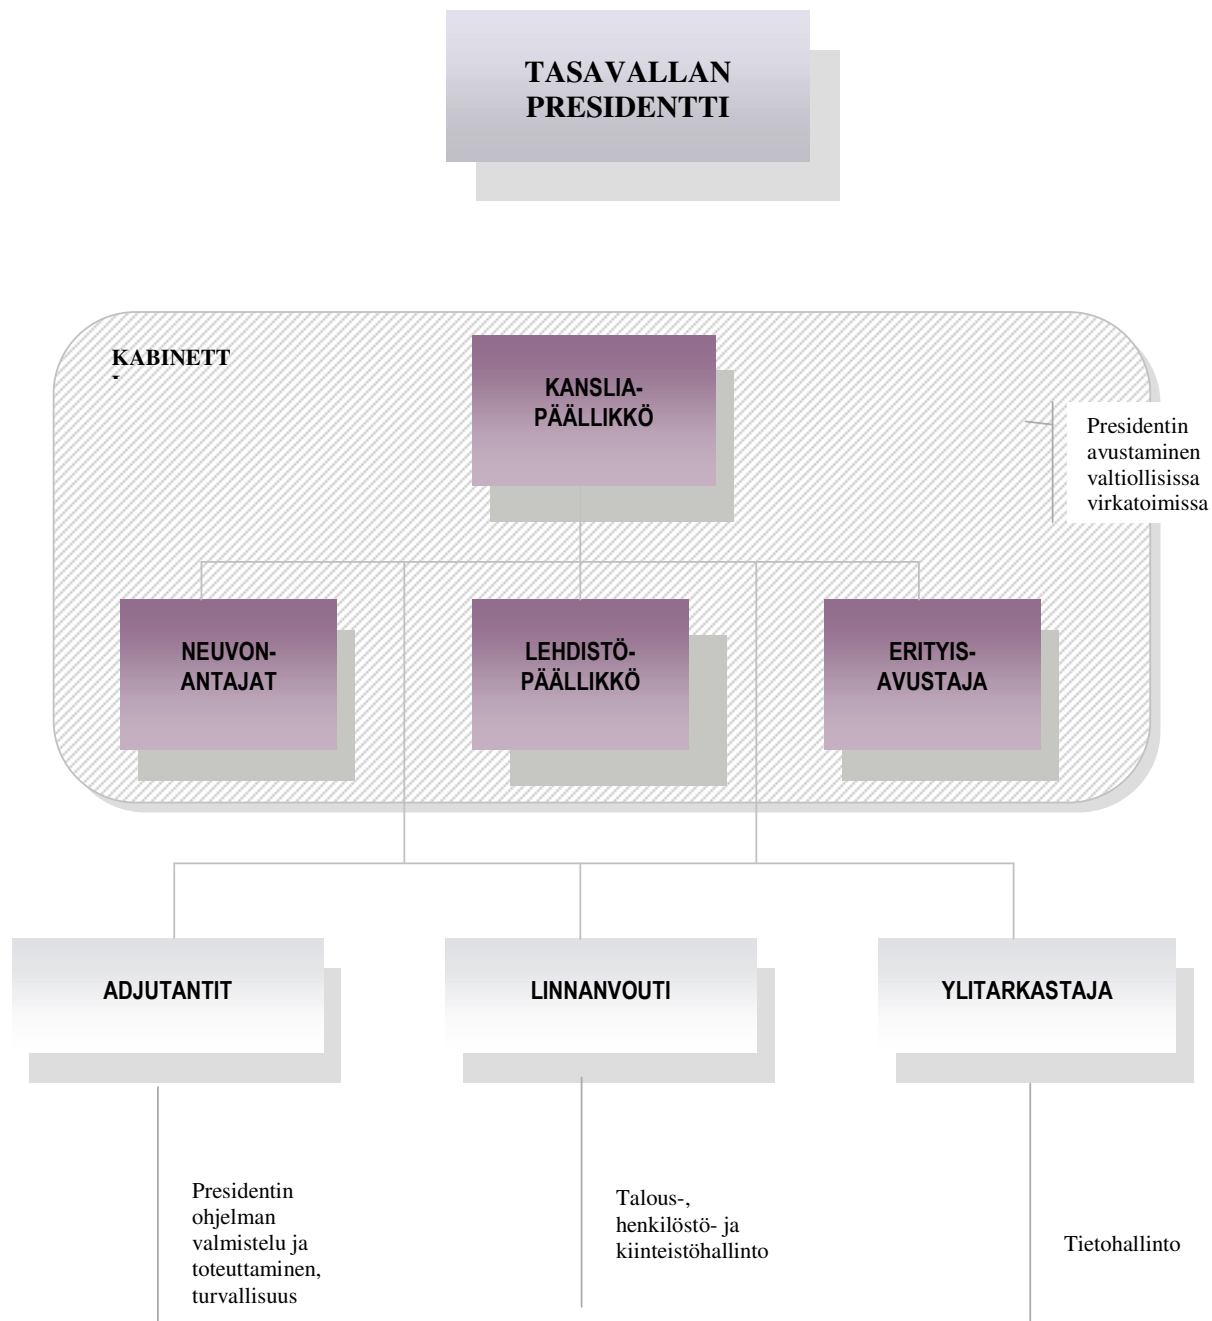 TASAVALLAN
PRESIDENTTI
KABINETT
KANSLIA-
PÄÄLLIKKÖ
Presidentin
avustaminen
valtiollisissa
virkatoimissa
NEUVON-
ANTAJAT
LEHDISTÖ-
PÄÄLLIKKÖ
ERITYIS-
AVUSTAJA
ADJUTANTIT
LINNANVOUTI
YLITARKASTAJA
Presidentin
ohjelman
valmistelu ja
toteuttaminen,
turvallisuus
Talous-,
henkilöstö- ja
kiinteistöhallinto
Tietohallinto